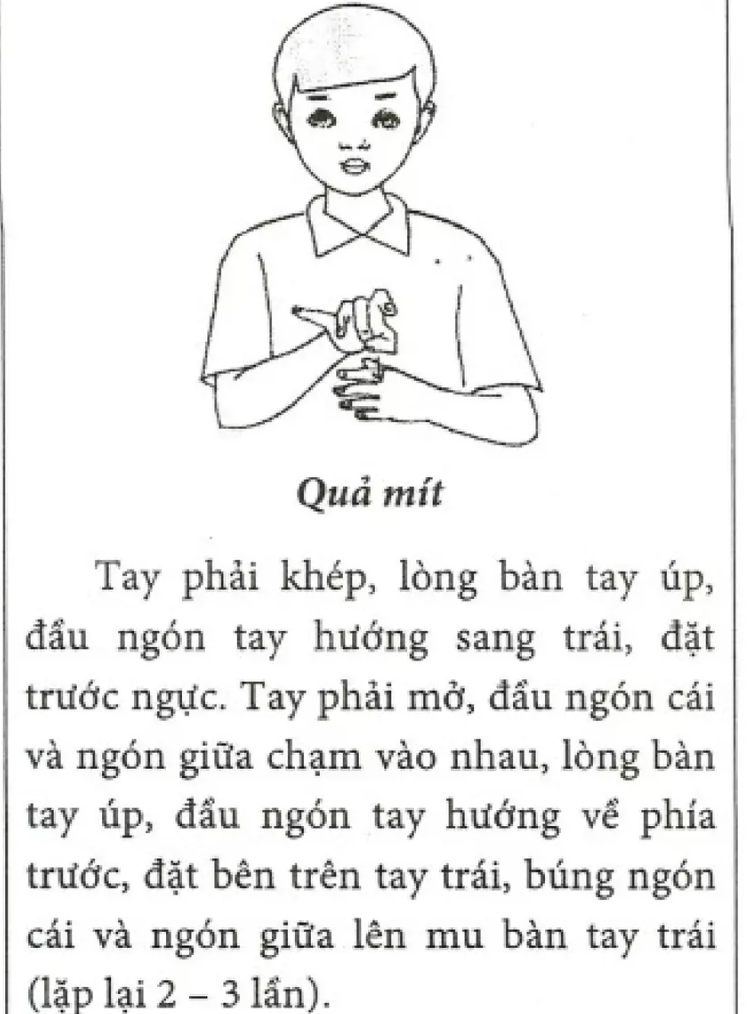 Quả mít
Tay phải khép, lòng bàn tay úp,
đầu ngón tay hướng sang trái, đặt
trước ngực. Tay phải mở, đầu ngón cái
và ngón giữa chạm vào nhau, lòng bàn
tay úp, đầu ngón tay hướng về phía
trước, đặt bên trên tay trái, búng ngón
cái và ngón giữa lên mu bàn tay trái
(lặp lại 2 – 3 lần).